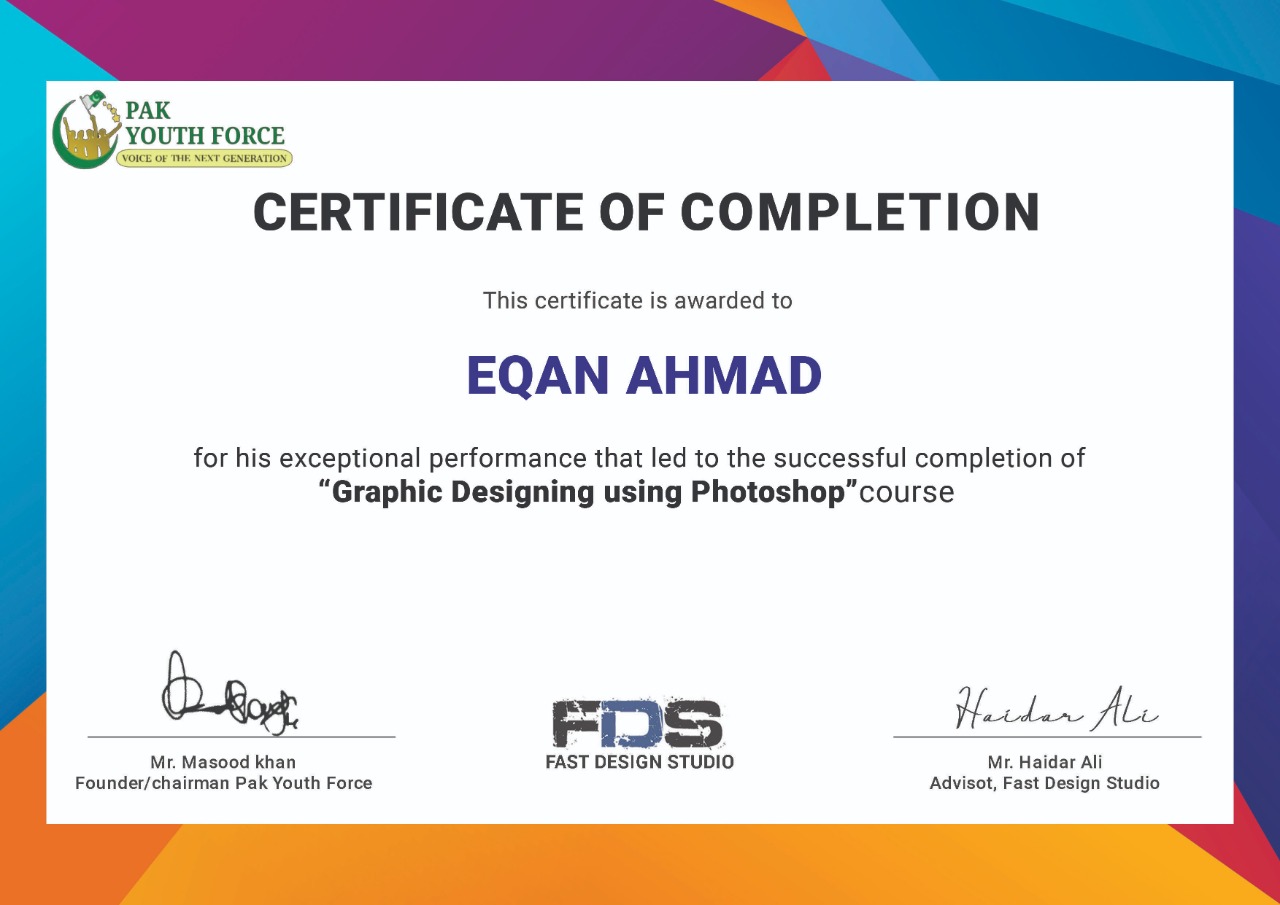 PAK
YOUTH FORCE
VOICE OF THE NEXT GENERATION
CERTIFICATE OF COMPLETION
This certificate is awarded to
EQAN AHMAD
for his exceptional performance that led to the successful completion of
“Graphic Designing using Photoshop”course
Haidar Ali
FDS
FAST DESIGN STUDIO
Mr. Masood khan
Founder/chairman Pak Youth Force
Mr. Haidar Ali
Advisot, Fast Design Studio